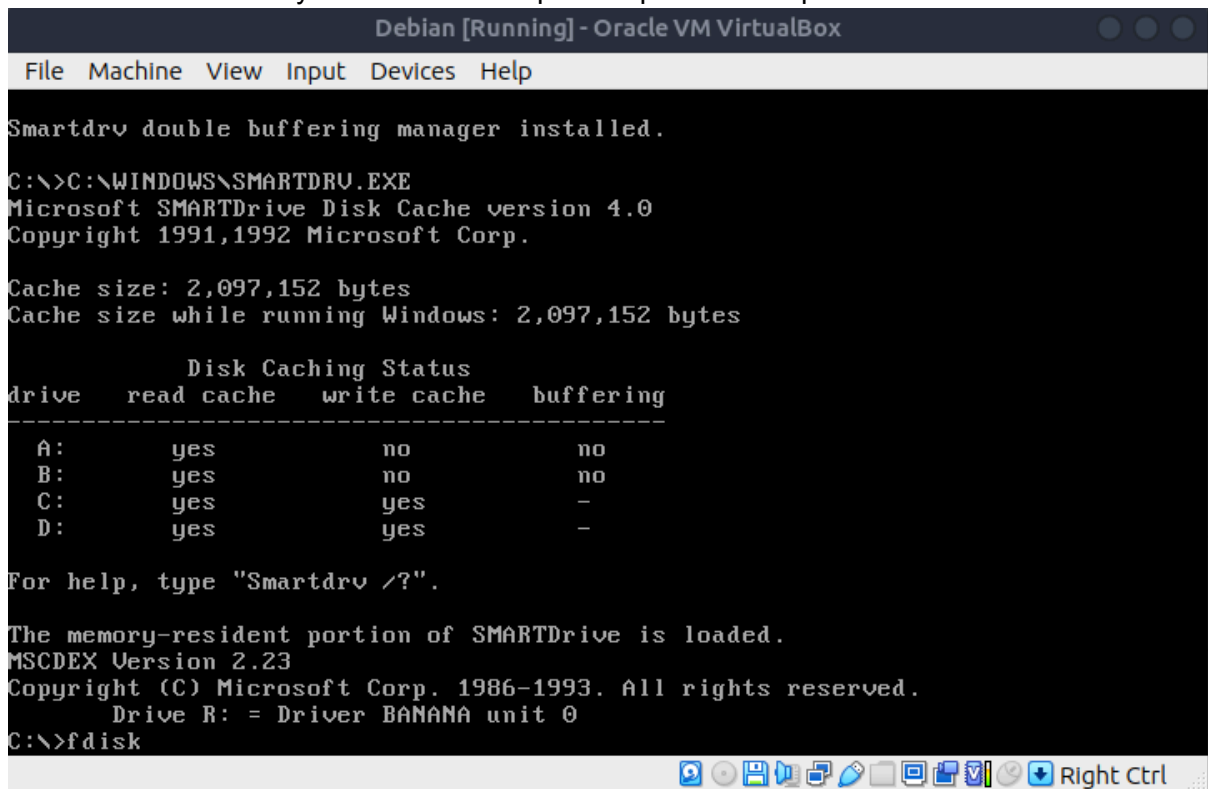 Debian [Running] - Oracle VM VirtualBox
File Machine View Input Devices Help
Smartdrv double buffering manager installed.
C:\>C:\WINDOWS\SMARTDRV.EXE
Microsoft SMARTDrive Disk Cache version 4.0
Copyright 1991,1992 Microsoft Corp.
Cache size: 2,097,152 bytes
Cache size while running Windows: 2,097,152 bytes
Disk Caching Status
drive read cache write cache buffering
--------------------------------------------
A: yes no no
B: yes no no
C: yes yes -
D: yes yes -
For help, type "Smartdrv /?".
The memory-resident portion of SMARTDrive is loaded.
MSCDEX Version 2.23
Copyright (C) Microsoft Corp. 1986-1993. All rights reserved.
Drive R: = Driver BANANA unit 0
C:\>fdisk
Right Ctrl